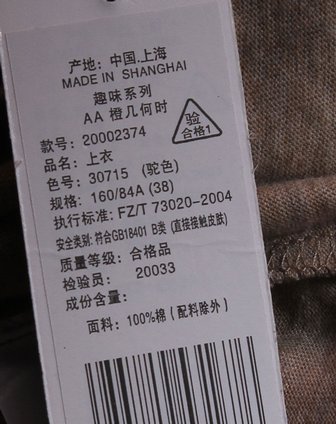 产地：中国.上海
MADE IN SHANGHAI
趣味系列
AA 橙几何时
验
合格1
款号：20002374
品名：上衣
色号：30715（驼色）
规格：160/84A (38)
执行标准: FZ/T 73020-2004
安全类别: 符合GB18401 B类 (直接接触皮肤)
质量等级：合格品
检验员： 20033
成份含量：
面料：100%棉（配料除外）